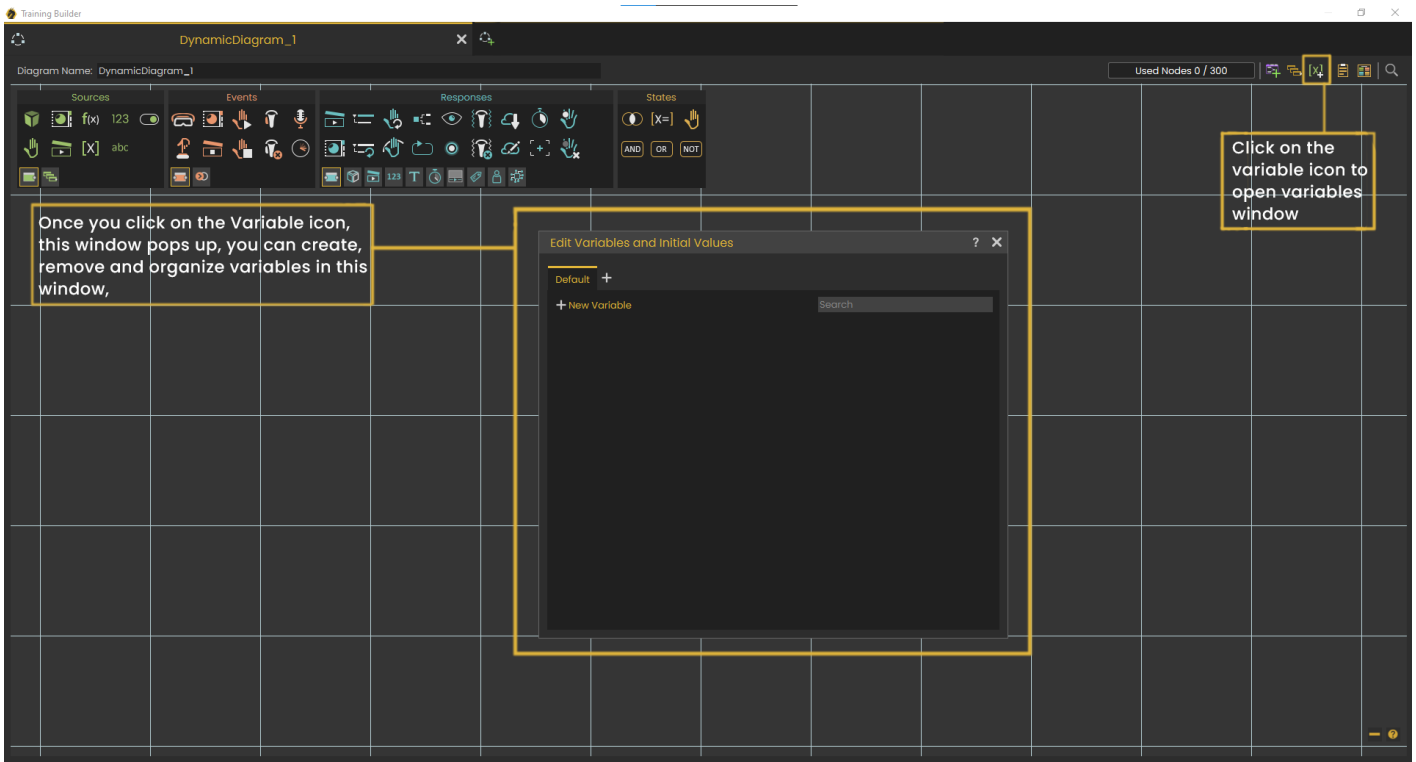 Training Builder
DynamicDiagram_1
Diagram Name: DynamicDiagram_1
Used Nodes 0 / 300
[x]
Sources
Events
Responses
States
f(x) 123
[X=]
[X] abc
[+]
AND OR NOT
123 T
Click on the
variable icon to
open variables
window
Once you click on the Variable icon,
this window pops up, you can create,
remove and organize variables in this
window,
Edit Variables and Initial Values
?
Default +
+ New Variable
Search
?